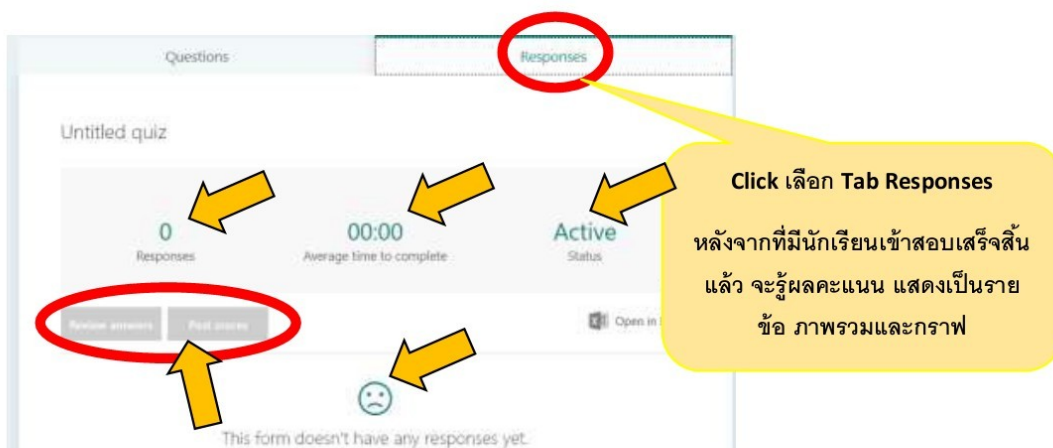 Questions
Responses
Untitled quiz
0
Responses
00:00
Average time to complete
Active
Status
Review answers
Post scores
Open in
This form doesn't have any responses yet.
Click เลือก Tab Responses
หลังจากที่มีนักเรียนเข้าสอบเสร็จสิ้น
แล้ว จะรู้ผลคะแนน แสดงเป็นราย
ข้อ ภาพรวมและกราฟ